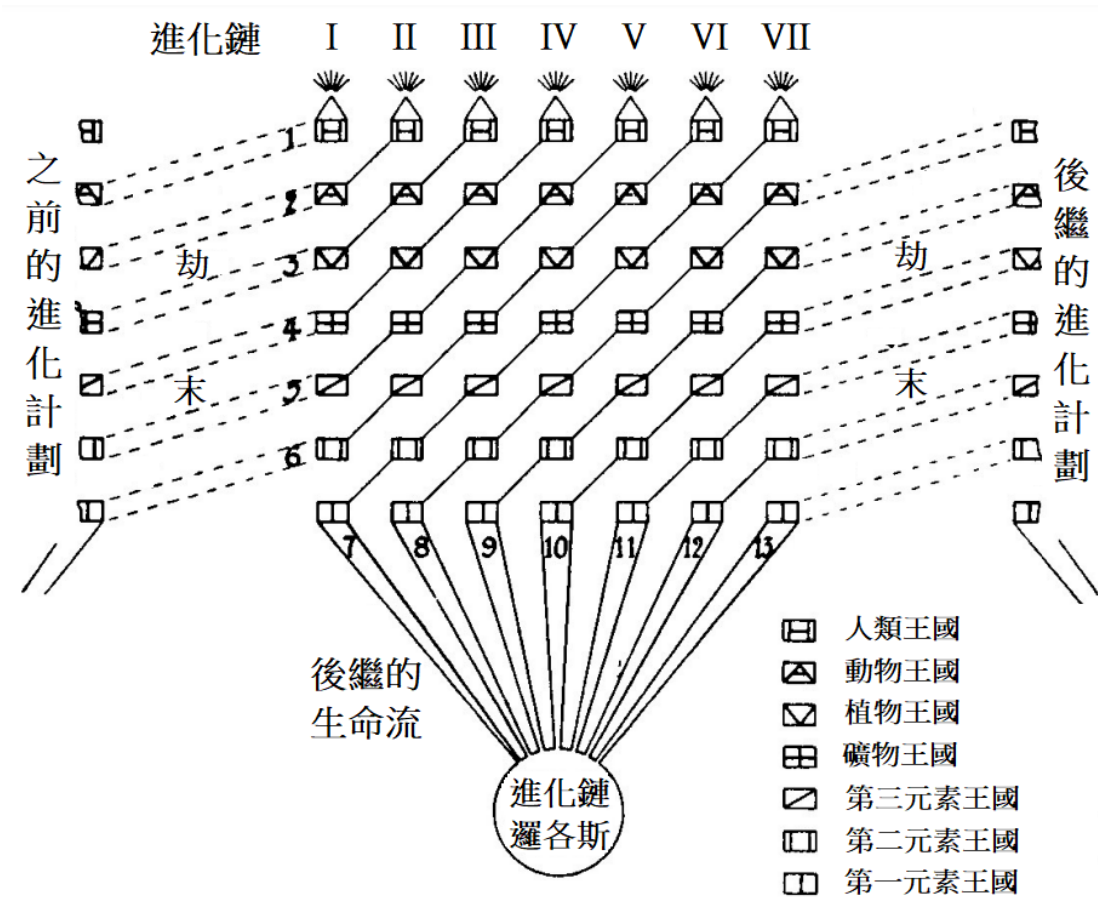 進化鏈 I II III IV V VI VII
之前的進化計劃
1
2
3
4
5
6
劫
末
劫
末
後繼的進化計劃
7 8 9 10 11 12 13
後繼的
生命流
進化鏈
邏各斯
人類王國
動物王國
植物王國
礦物王國
第三元素王國
第二元素王國
第一元素王國